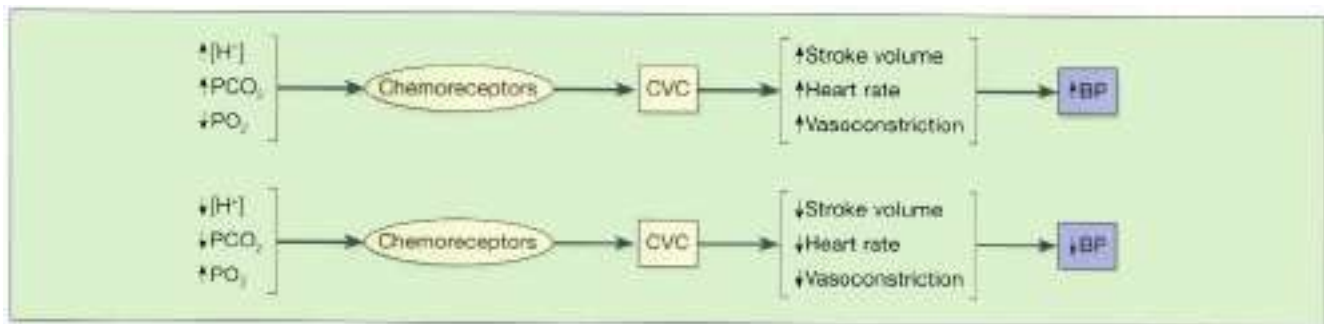 ↑[H⁺]
↑PCO₂
↓PO₂
Chemoreceptors
CVC
↑Stroke volume
↑Heart rate
↑Vasoconstriction
↑BP
↓[H⁺]
↓PCO₂
↑PO₂
Chemoreceptors
CVC
↓Stroke volume
↓Heart rate
↓Vasoconstriction
↓BP